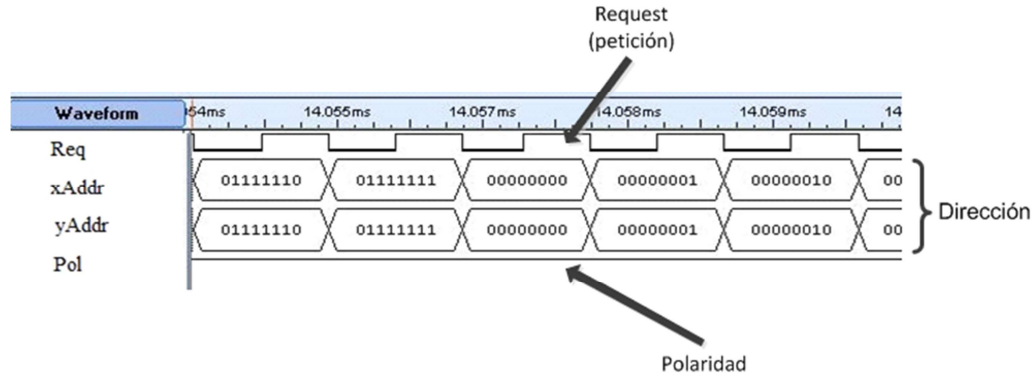 Request
(petición)
Waveform 054ms 14.055ms 14.057ms 14.058ms 14.059ms 14
Req
xAddr 01111110 01111111 00000000 00000001 00000010 00
yAddr 01111110 01111111 00000000 00000001 00000010 00
Dirección
Pol
Polaridad